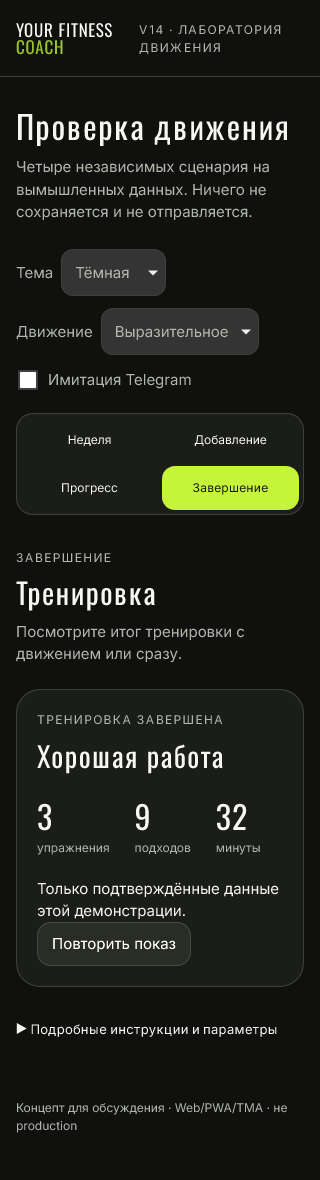 YOUR FITNESS
COACH
V14 · ЛАБОРАТОРИЯ
ДВИЖЕНИЯ
Проверка движения
Четыре независимых сценария на
вымышленных данных. Ничего не
сохраняется и не отправляется.
Тема
Тёмная
Движение
Выразительное
Имитация Telegram
Неделя
Добавление
Прогресс
Завершение
ЗАВЕРШЕНИЕ
Тренировка
Посмотрите итог тренировки с
движением или сразу.
ТРЕНИРОВКА ЗАВЕРШЕНА
Хорошая работа
3 9 32
упражнения подходов минуты
Только подтверждённые данные
этой демонстрации.
Повторить показ
Подробные инструкции и параметры
Концепт для обсуждения · Web/PWA/TMA · не
production